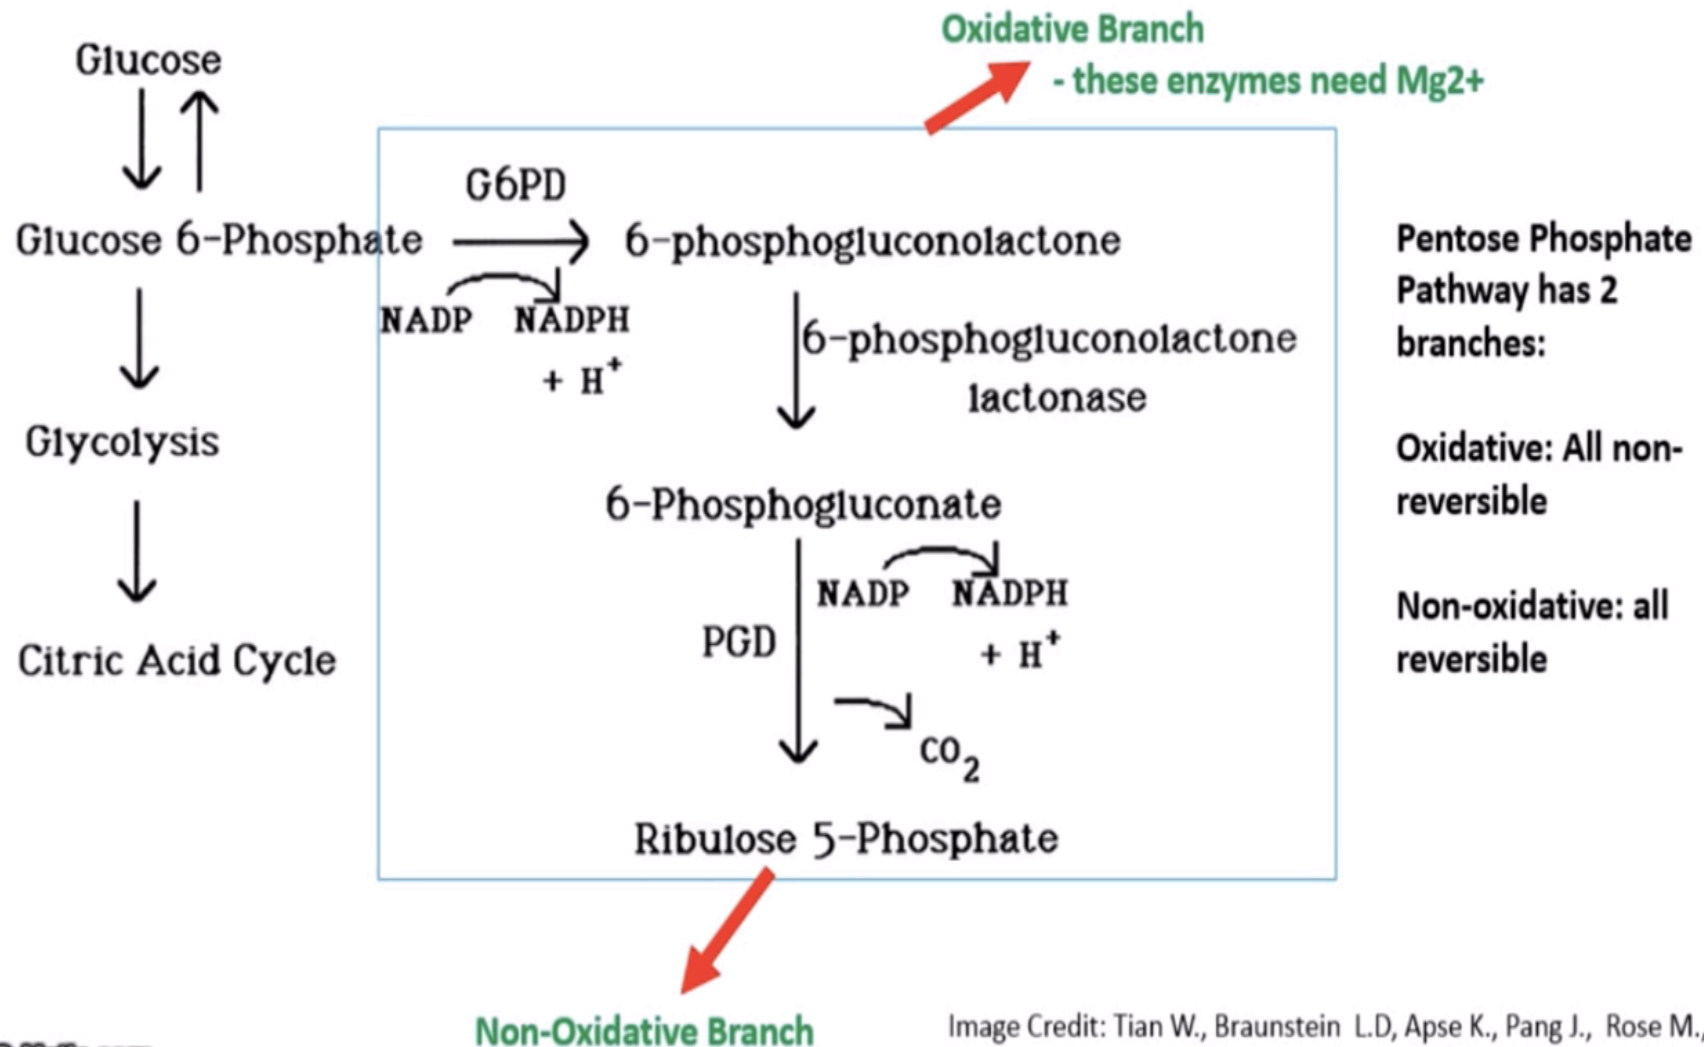 Oxidative Branch
- these enzymes need Mg2+
Glucose
Glucose 6-Phosphate
Glycolysis
Citric Acid Cycle
G6PD
NADP NADPH
+ H⁺
6-phosphogluconolactone
6-phosphogluconolactone
lactonase
6-Phosphogluconate
NADP NADPH
+ H⁺
PGD
CO₂
Ribulose 5-Phosphate
Non-Oxidative Branch
Pentose Phosphate
Pathway has 2
branches:
Oxidative: All non-
reversible
Non-oxidative: all
reversible
Image Credit: Tian W., Braunstein L.D, Apse K., Pang J., Rose M.,